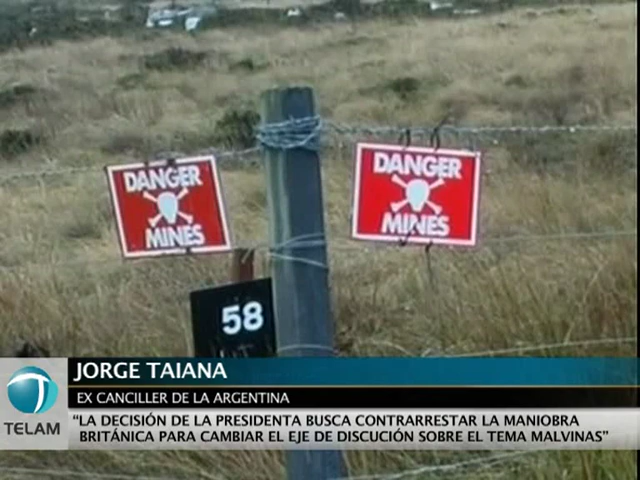 DANGER
MINES
DANGER
MINES
58
JORGE TAIANA
EX CANCILLER DE LA ARGENTINA
TELAM
“LA DECISIÓN DE LA PRESIDENTA BUSCA CONTRARRESTAR LA MANIOBRA
BRITÁNICA PARA CAMBIAR EL EJE DE DISCUCIÓN SOBRE EL TEMA MALVINAS”